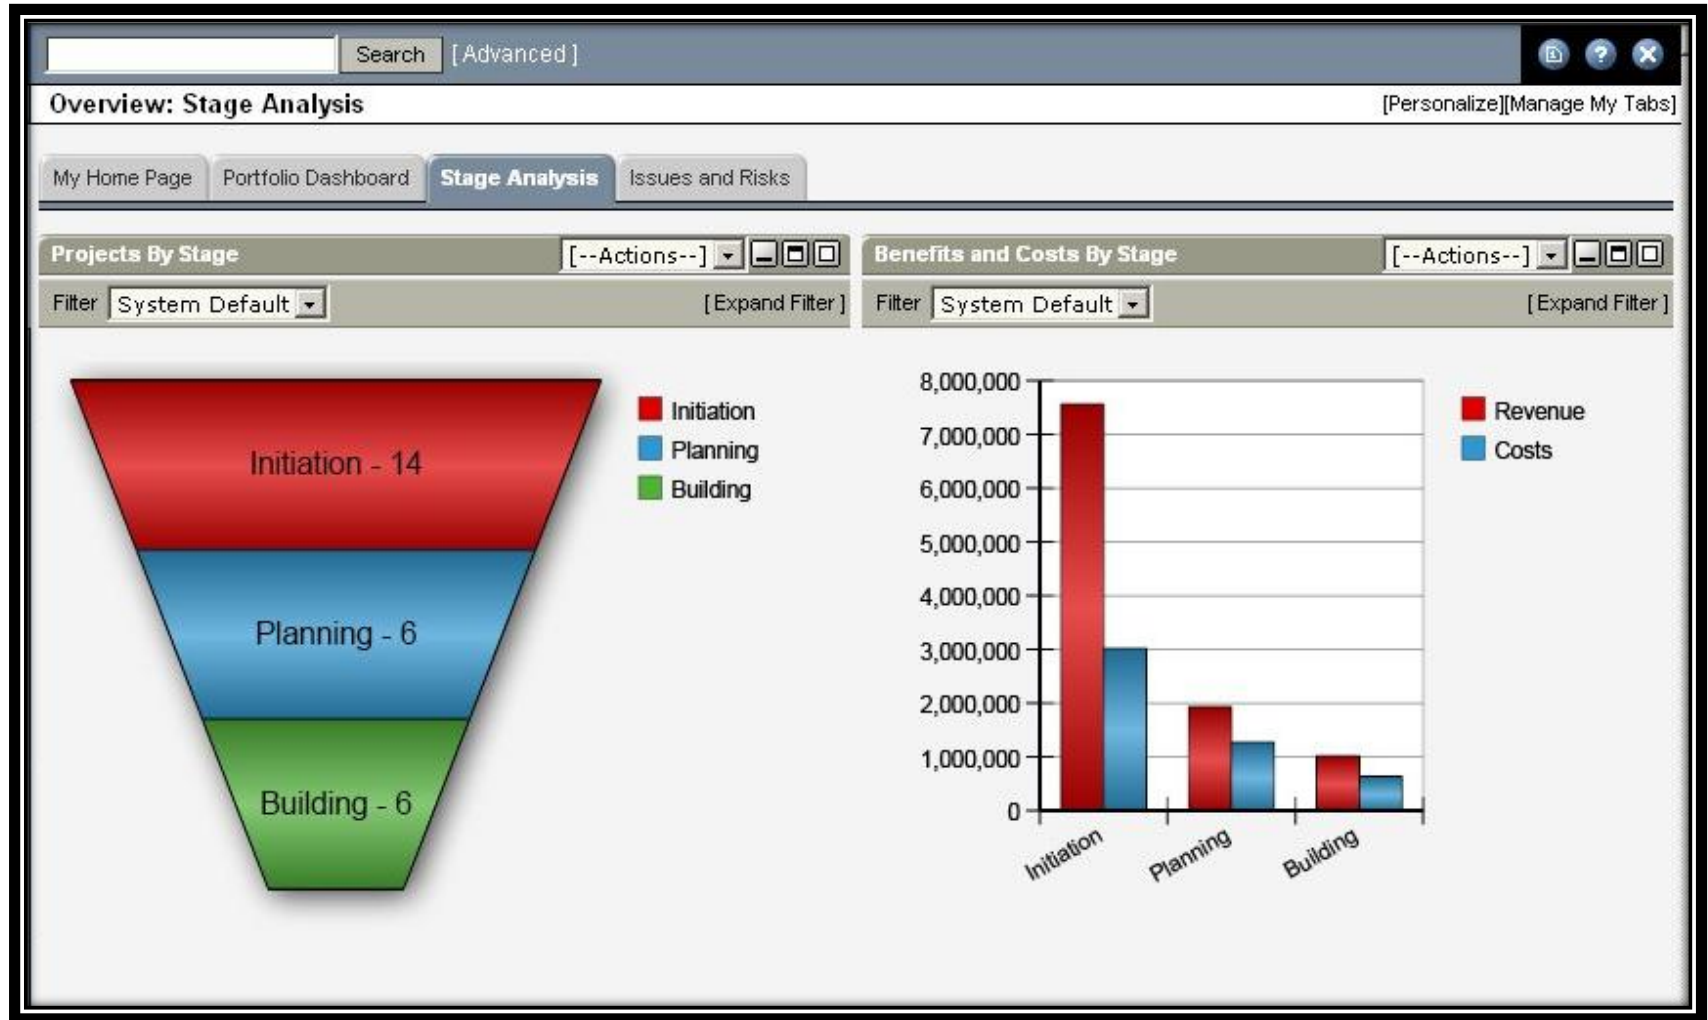 Search [ Advanced ]
Overview: Stage Analysis
[Personalize][Manage My Tabs]
My Home Page Portfolio Dashboard Stage Analysis Issues and Risks
Projects By Stage [--Actions--]
Filter System Default [ Expand Filter ]
Initiation - 14
Planning - 6
Building - 6
Initiation
Planning
Building
Benefits and Costs By Stage [--Actions--]
Filter System Default [ Expand Filter ]
8,000,000
7,000,000
6,000,000
5,000,000
4,000,000
3,000,000
2,000,000
1,000,000
0
Initiation Planning Building
Revenue
Costs